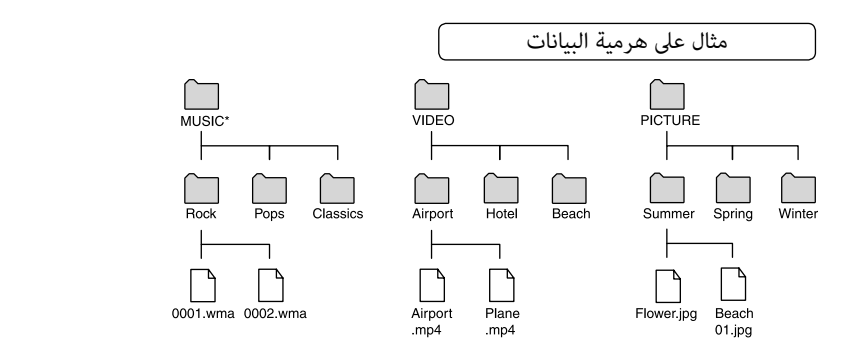 مثال على هرمية البيانات
MUSIC* VIDEO PICTURE
Rock Pops Classics Airport Hotel Beach Summer Spring Winter
0001.wma 0002.wma Airport Plane Flower.jpg Beach
.mp4 .mp4 01.jpg